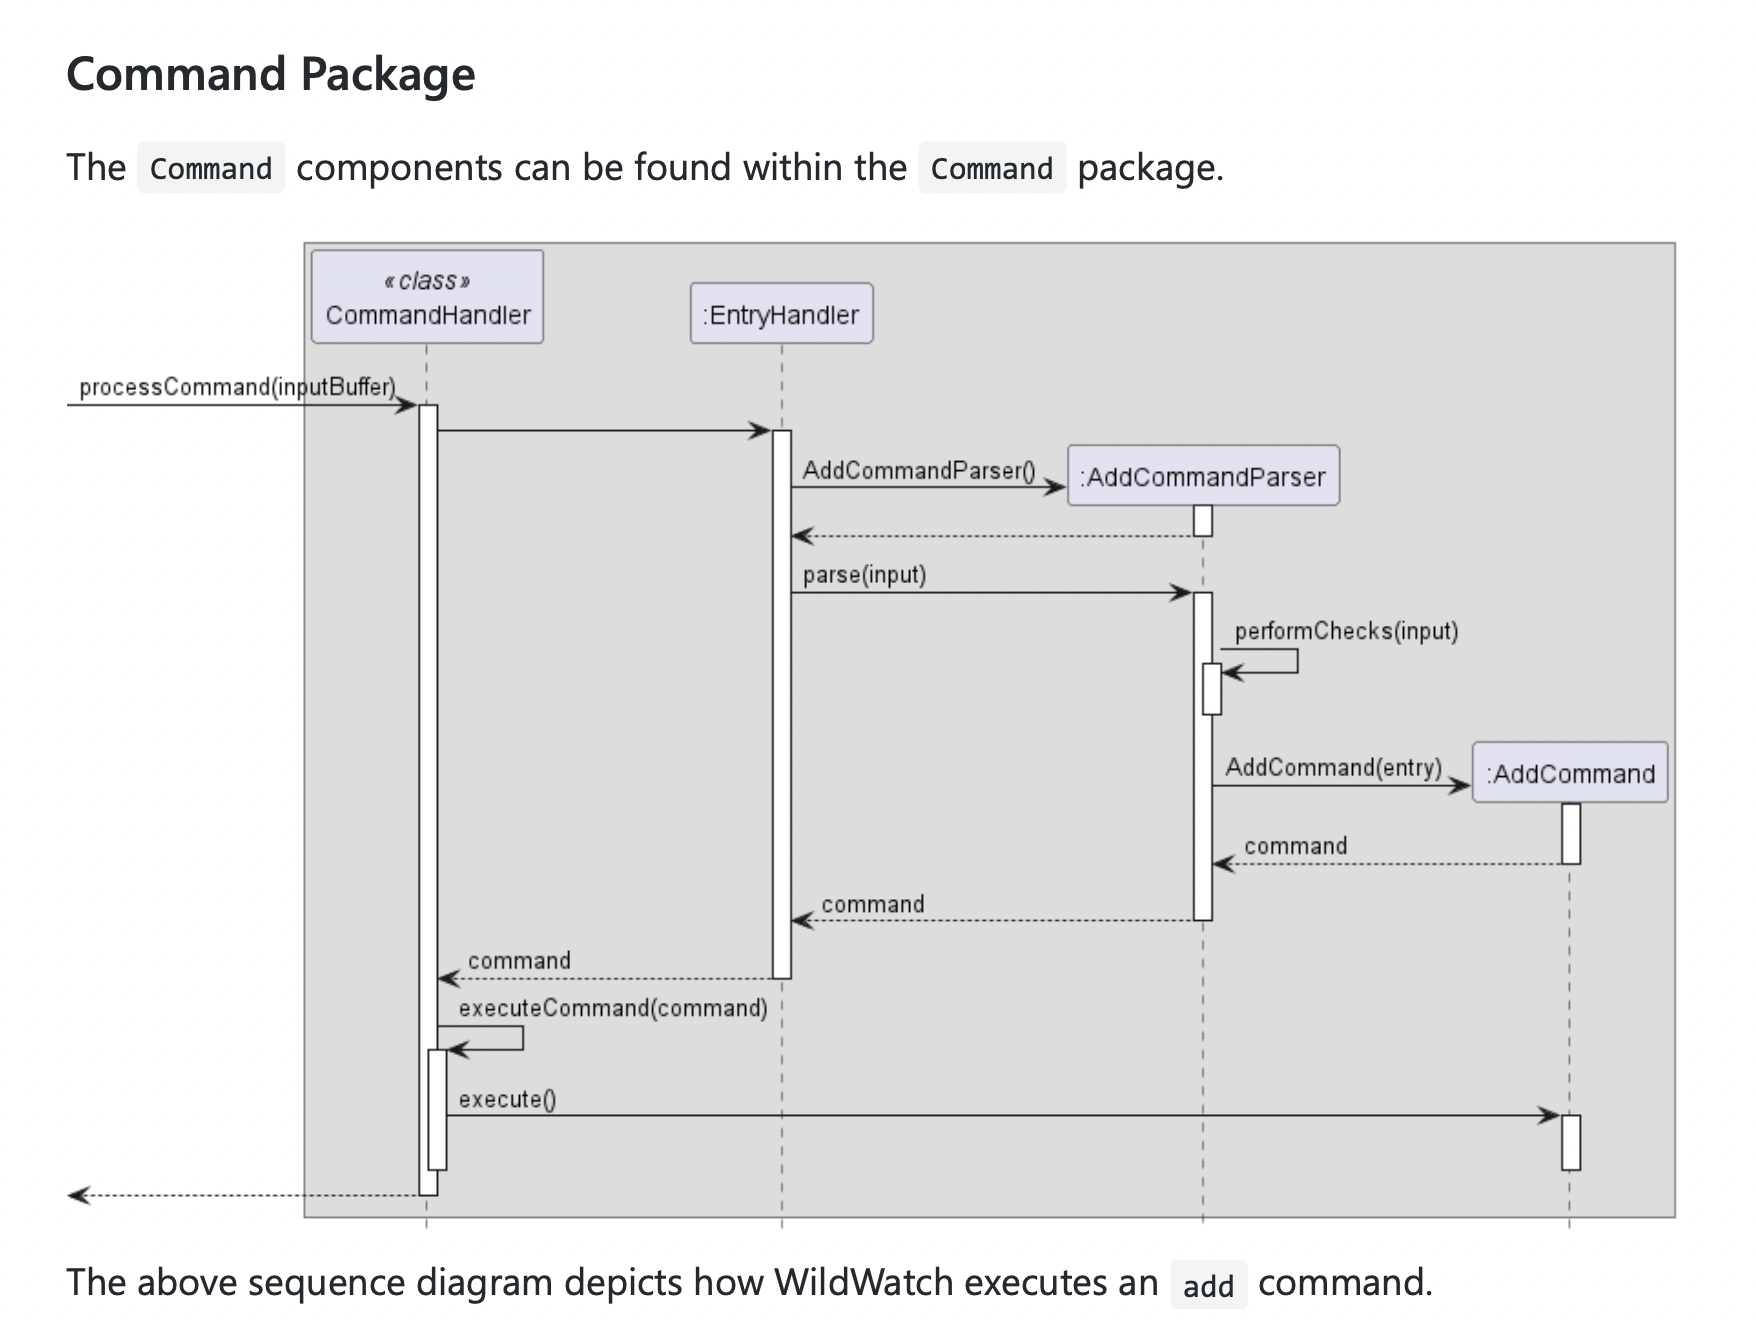 Command Package
The Command components can be found within the Command package.
«class»
CommandHandler
:EntryHandler
processCommand(inputBuffer)
AddCommandParser()
:AddCommandParser
parse(input)
performChecks(input)
AddCommand(entry)
:AddCommand
command
command
command
executeCommand(command)
execute()
The above sequence diagram depicts how WildWatch executes an add command.